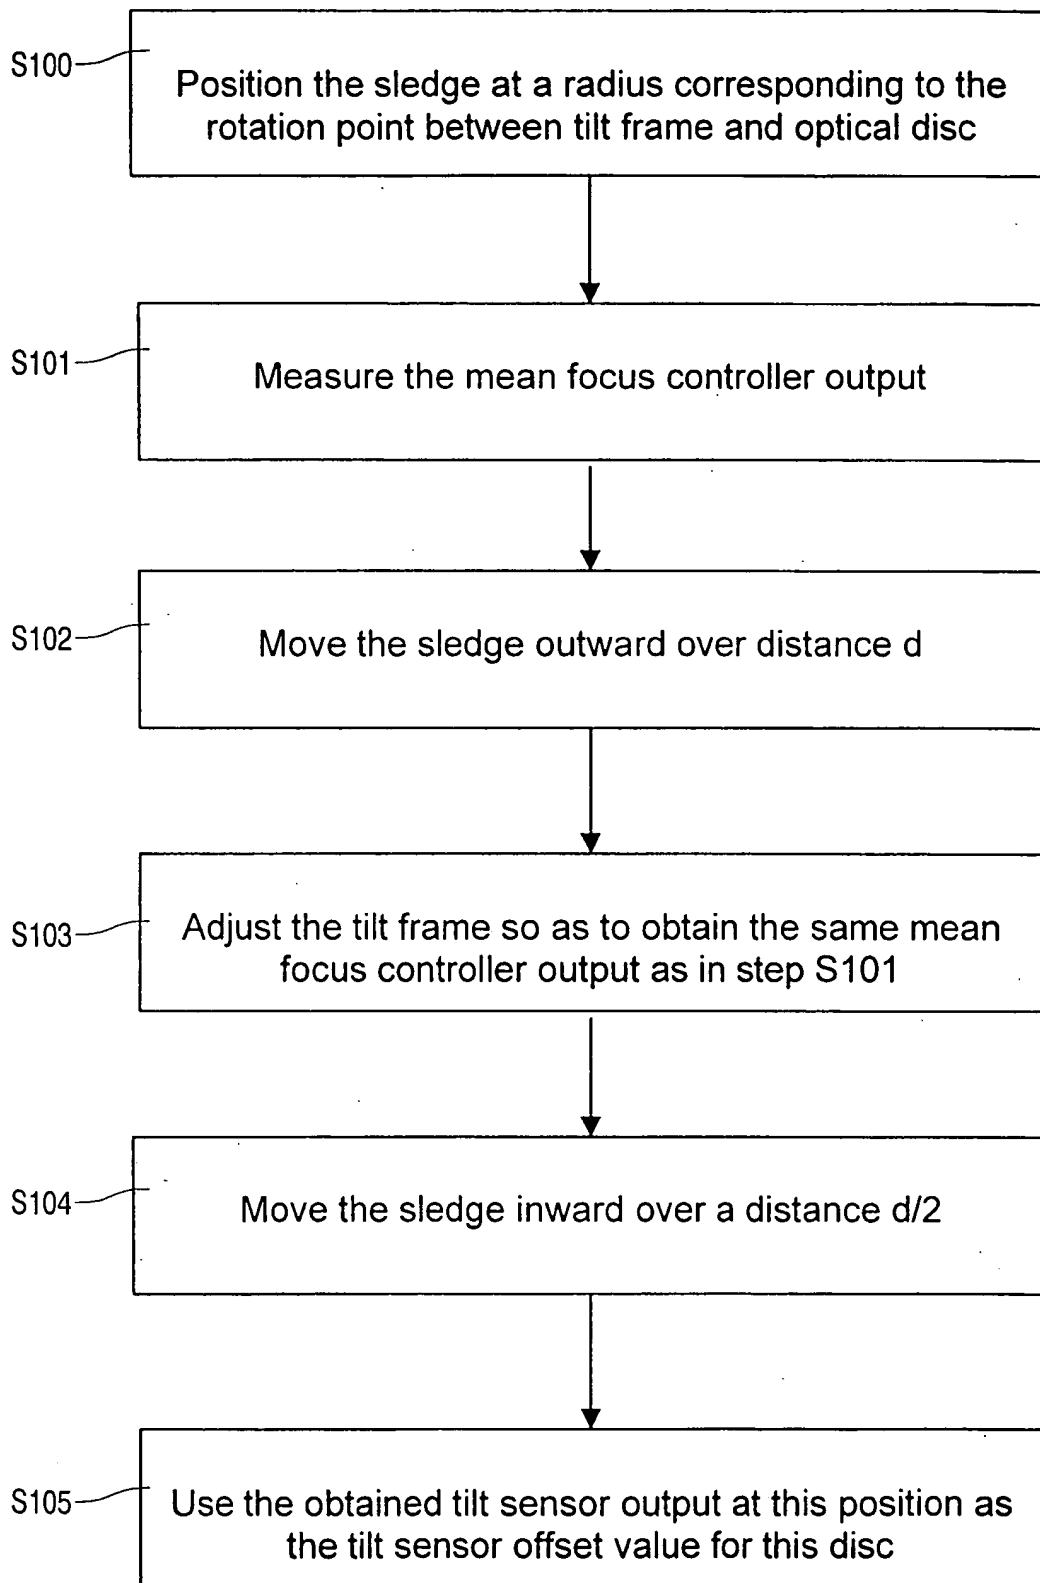 S100
Position the sledge at a radius corresponding to the
rotation point between tilt frame and optical disc
S101
Measure the mean focus controller output
S102
Move the sledge outward over distance d
S103
Adjust the tilt frame so as to obtain the same mean
focus controller output as in step S101
S104
Move the sledge inward over a distance d/2
S105
Use the obtained tilt sensor output at this position as
the tilt sensor offset value for this disc